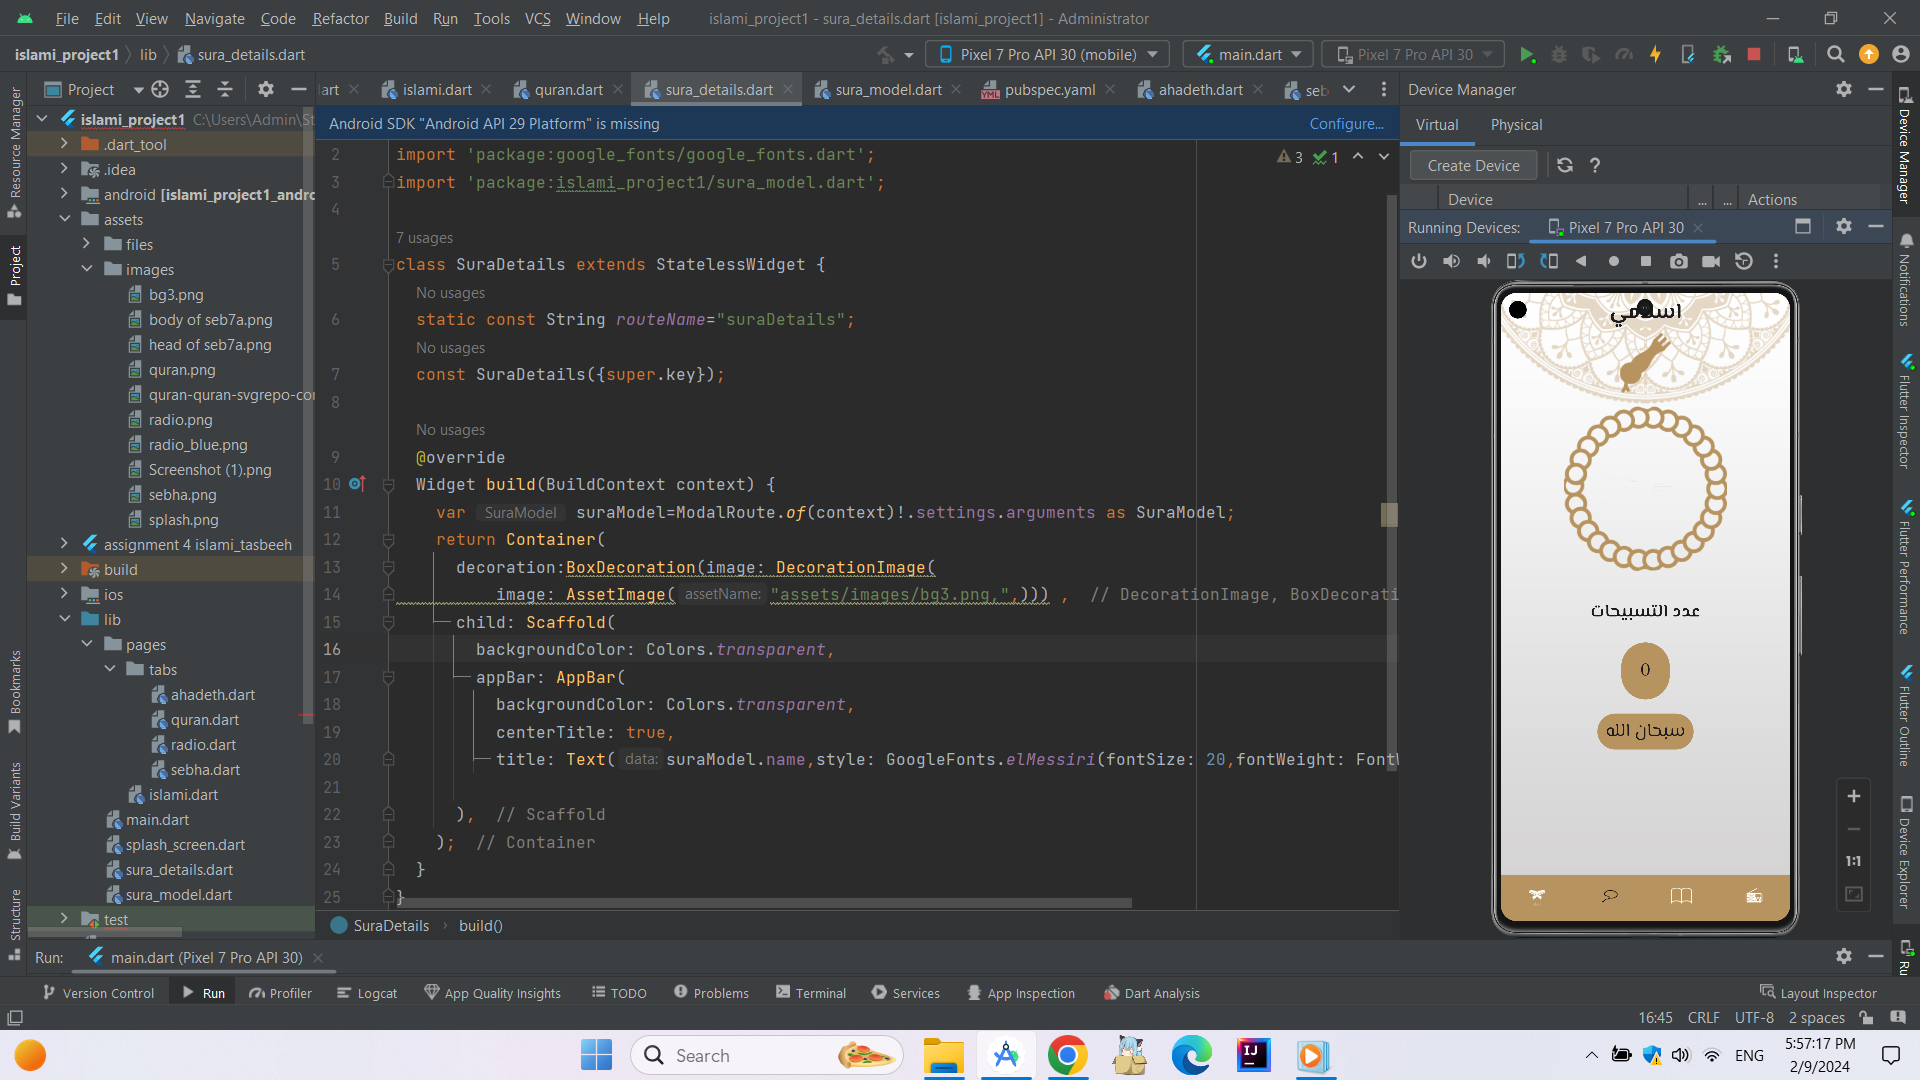 File Edit View Navigate Code Refactor Build Run Tools VCS Window Help islami_project1 - sura_details.dart [islami_project1] - Administrator
islami_project1 lib sura_details.dart Pixel 7 Pro API 30 (mobile) main.dart Pixel 7 Pro API 30
Project lart islami.dart quran.dart sura_details.dart sura_model.dart pubspec.yaml ahadeth.dart seb Device Manager
islami_project1 C:\Users\Admin\St
.dart_tool
.idea
android [islami_project1_andro
assets
files
images
bg3.png
body of seb7a.png
head of seb7a.png
quran.png
quran-quran-svgrepo-cor
radio.png
radio_blue.png
Screenshot (1).png
sebha.png
splash.png
assignment 4 islami_tasbeeh
build
ios
lib
pages
tabs
ahadeth.dart
quran.dart
radio.dart
sebha.dart
islami.dart
main.dart
splash_screen.dart
sura_details.dart
sura_model.dart
test
Android SDK "Android API 29 Platform" is missing Configure...
3 1
2 import 'package:google_fonts/google_fonts.dart';
3 import 'package:islami_project1/sura_model.dart';
4
7 usages
5 class SuraDetails extends StatelessWidget {
No usages
6 static const String routeName="suraDetails";
No usages
7 const SuraDetails({super.key});
8
No usages
9 @override
10 Widget build(BuildContext context) {
11 var SuraModel suraModel=ModalRoute.of(context)!.settings.arguments as SuraModel;
12 return Container(
13 decoration:BoxDecoration(image: DecorationImage(
14 image: AssetImage( assetName: "assets/images/bg3.png,",))) , // DecorationImage, BoxDecorati
15 child: Scaffold(
16 backgroundColor: Colors.transparent,
17 appBar: AppBar(
18 backgroundColor: Colors.transparent,
19 centerTitle: true,
20 title: Text( data: suraModel.name,style: GoogleFonts.elMessiri(fontSize: 20,fontWeight: FontW
21
22 ), // Scaffold
23 ); // Container
24 }
25 }
SuraDetails build()
Virtual Physical
Create Device
Device ... ... Actions
Running Devices: Pixel 7 Pro API 30
اسلامي
عدد التسبيحات
0
سبحان الله
1:1
Resource Manager
Project
Bookmarks
Build Variants
Structure
Device Manager
Notifications
Flutter Inspector
Flutter Performance
Flutter Outline
Device Explorer
Ru
Run: main.dart (Pixel 7 Pro API 30)
Version Control Run Profiler Logcat App Quality Insights TODO Problems Terminal Services App Inspection Dart Analysis Layout Inspector
16:45 CRLF UTF-8 2 spaces
Search ENG 5:57:17 PM
2/9/2024